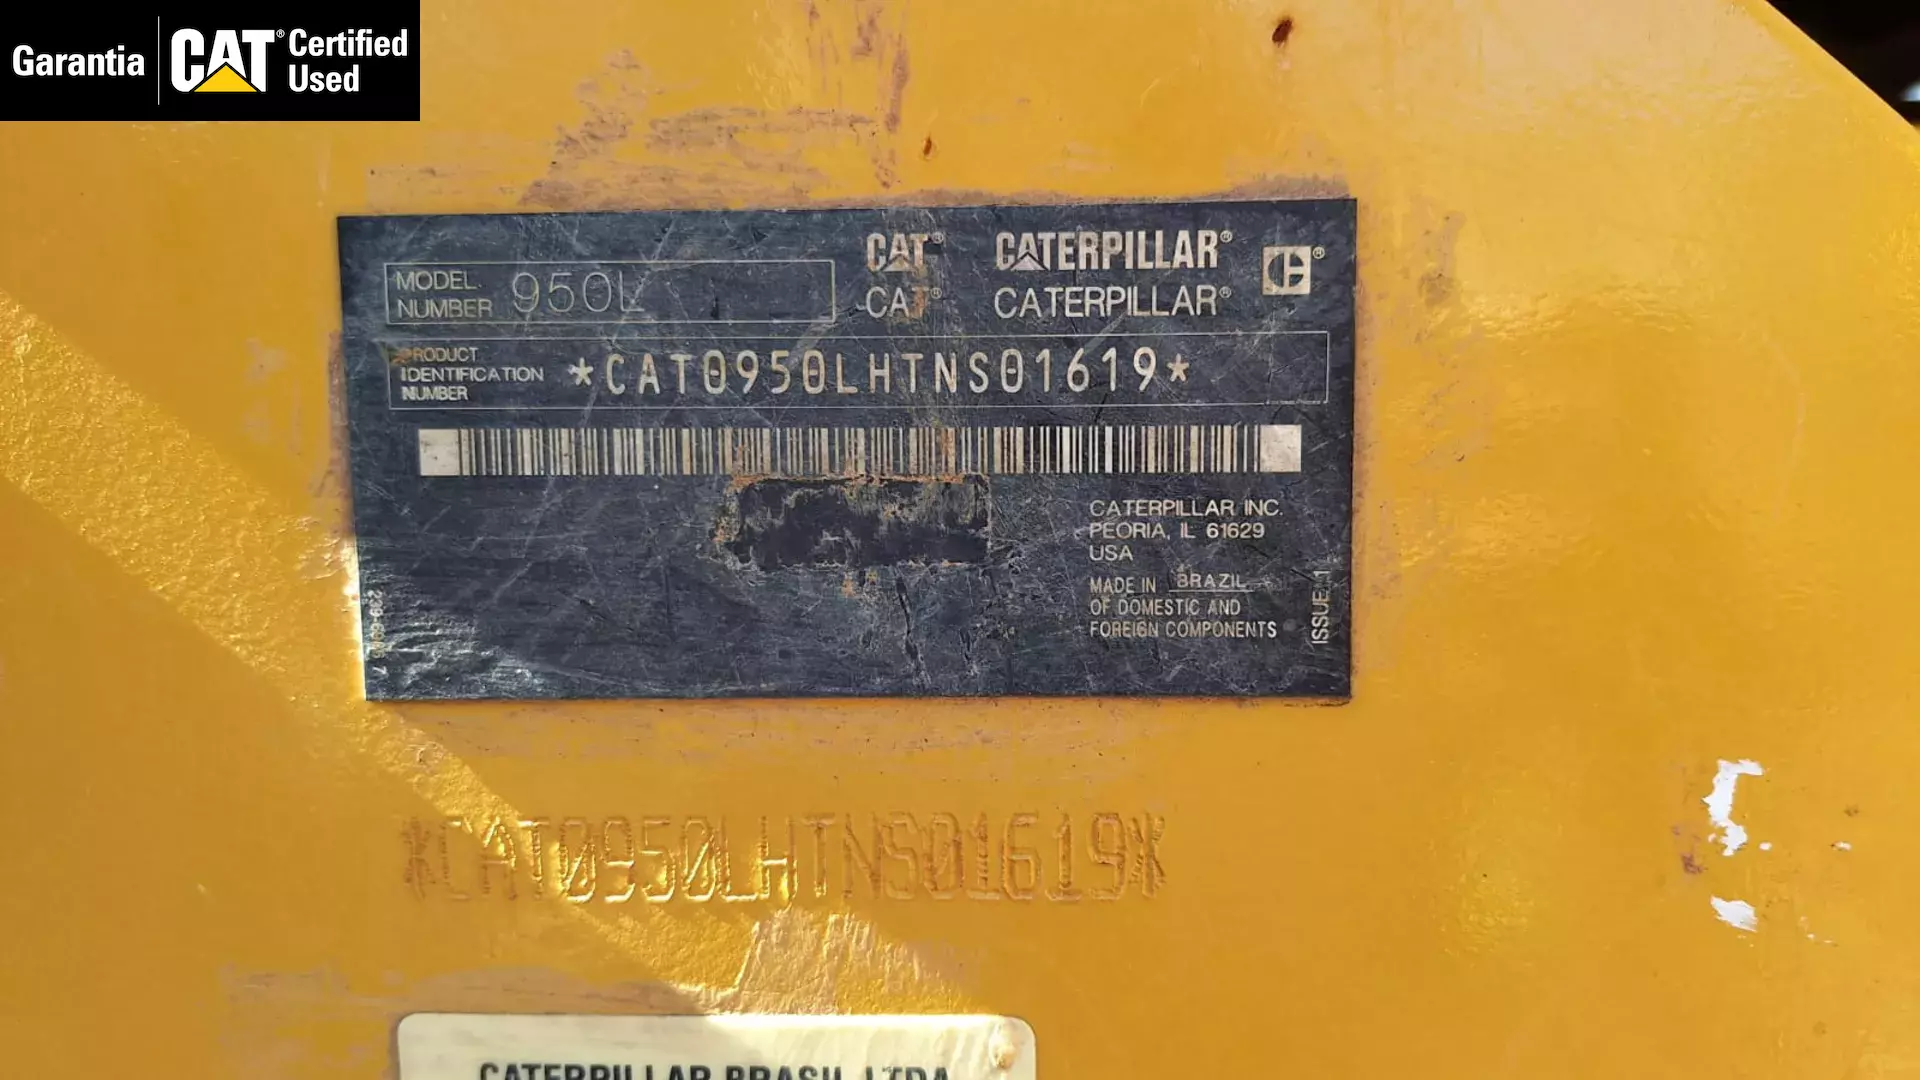 Garantia CAT® Certified Used
MODEL NUMBER 950L
CAT® CATERPILLAR®
CAT® CATERPILLAR®
PRODUCT IDENTIFICATION NUMBER *CAT0950LHTNS01619*
CATERPILLAR INC.
PEORIA, IL 61629
USA
MADE IN BRAZIL
OF DOMESTIC AND
FOREIGN COMPONENTS
ISSUE 1
*CAT0950LHTNS01619*
CATERPILLAR BRASIL LTDA